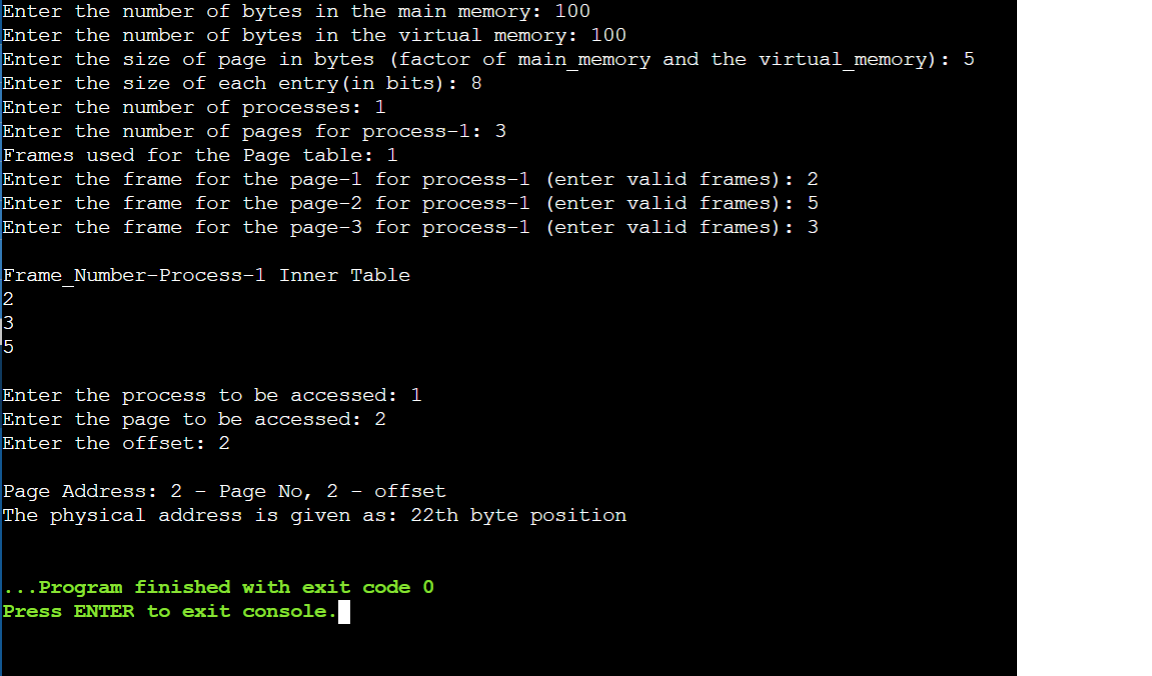 Enter the number of bytes in the main memory: 100
Enter the number of bytes in the virtual memory: 100
Enter the size of page in bytes (factor of main_memory and the virtual_memory): 5
Enter the size of each entry(in bits): 8
Enter the number of processes: 1
Enter the number of pages for process-1: 3
Frames used for the Page table: 1
Enter the frame for the page-1 for process-1 (enter valid frames): 2
Enter the frame for the page-2 for process-1 (enter valid frames): 5
Enter the frame for the page-3 for process-1 (enter valid frames): 3
Frame_Number-Process-1 Inner Table
2
3
5
Enter the process to be accessed: 1
Enter the page to be accessed: 2
Enter the offset: 2
Page Address: 2 - Page No, 2 - offset
The physical address is given as: 22th byte position
...Program finished with exit code 0
Press ENTER to exit console.